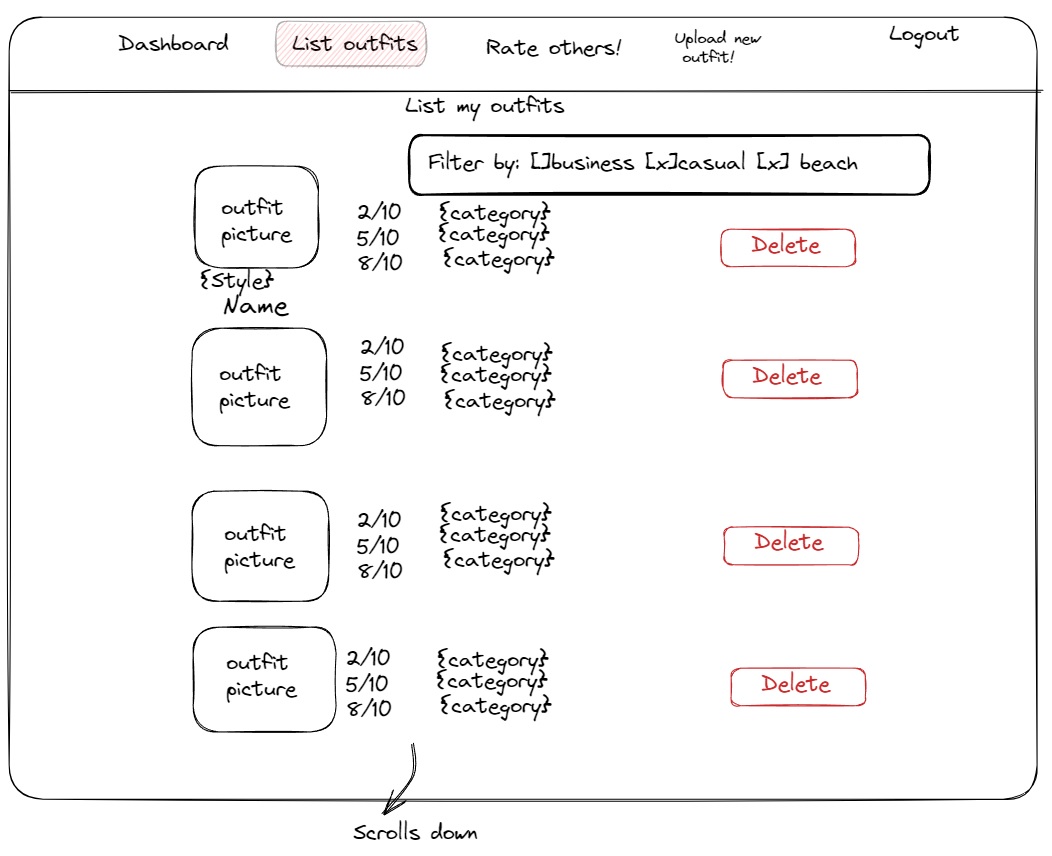 Dashboard
List outfits
Rate others!
Upload new
outfit!
Logout
List my outfits
Filter by: []business [x]casual [x] beach
outfit
picture
2/10 {category}
5/10 {category}
8/10 {category}
Delete
{Style}
Name
outfit
picture
2/10 {category}
5/10 {category}
8/10 {category}
Delete
outfit
picture
2/10 {category}
5/10 {category}
8/10 {category}
Delete
outfit
picture
2/10 {category}
5/10 {category}
8/10 {category}
Delete
Scrolls down